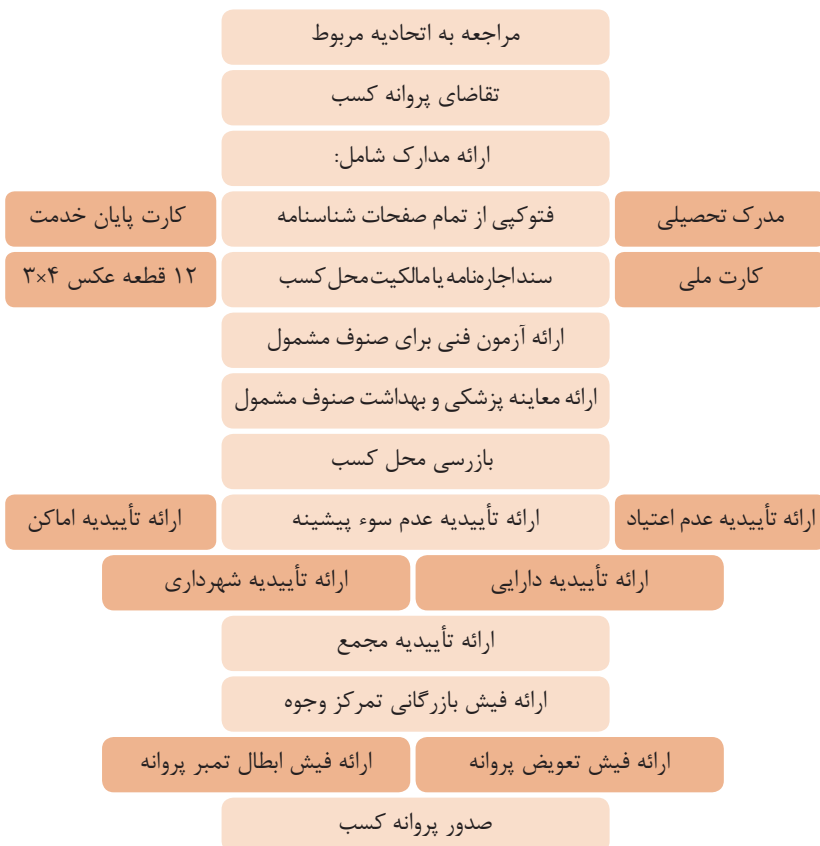 مراجعه به اتحادیه مربوط
تقاضای پروانه کسب
ارائه مدارک شامل:
مدرک تحصیلی
فتوکپی از تمام صفحات شناسنامه
کارت پایان خدمت
کارت ملی
سند اجاره‌نامه یا مالکیت محل کسب
۱۲ قطعه عکس ۴×۳
ارائه آزمون فنی برای صنوف مشمول
ارائه معاینه پزشکی و بهداشت صنوف مشمول
بازرسی محل کسب
ارائه تأییدیه عدم اعتیاد
ارائه تأییدیه عدم سوء پیشینه
ارائه تأییدیه اماکن
ارائه تأییدیه دارایی
ارائه تأییدیه شهرداری
ارائه تأییدیه مجمع
ارائه فیش بازرگانی تمرکز وجوه
ارائه فیش تعویض پروانه
ارائه فیش ابطال تمبر پروانه
صدور پروانه کسب